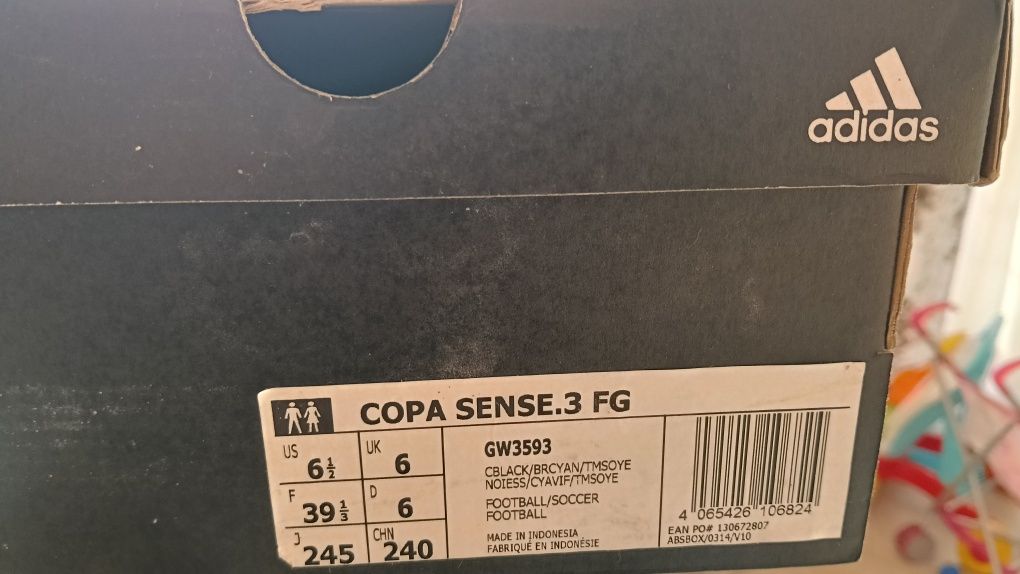 adidas
COPA SENSE.3 FG
US 6½ UK 6
F 39⅓ D 6
J 245 CHN 240
GW3593
CBLACK/BRCYAN/TMSOYE
NOIESS/CYAVIF/TMSOYE
FOOTBALL/SOCCER
FOOTBALL
MADE IN INDONESIA
FABRIQUÉ EN INDONÉSIE
4 065426 106824
EAN PO# 130672807
ABSBOX/0314/V10